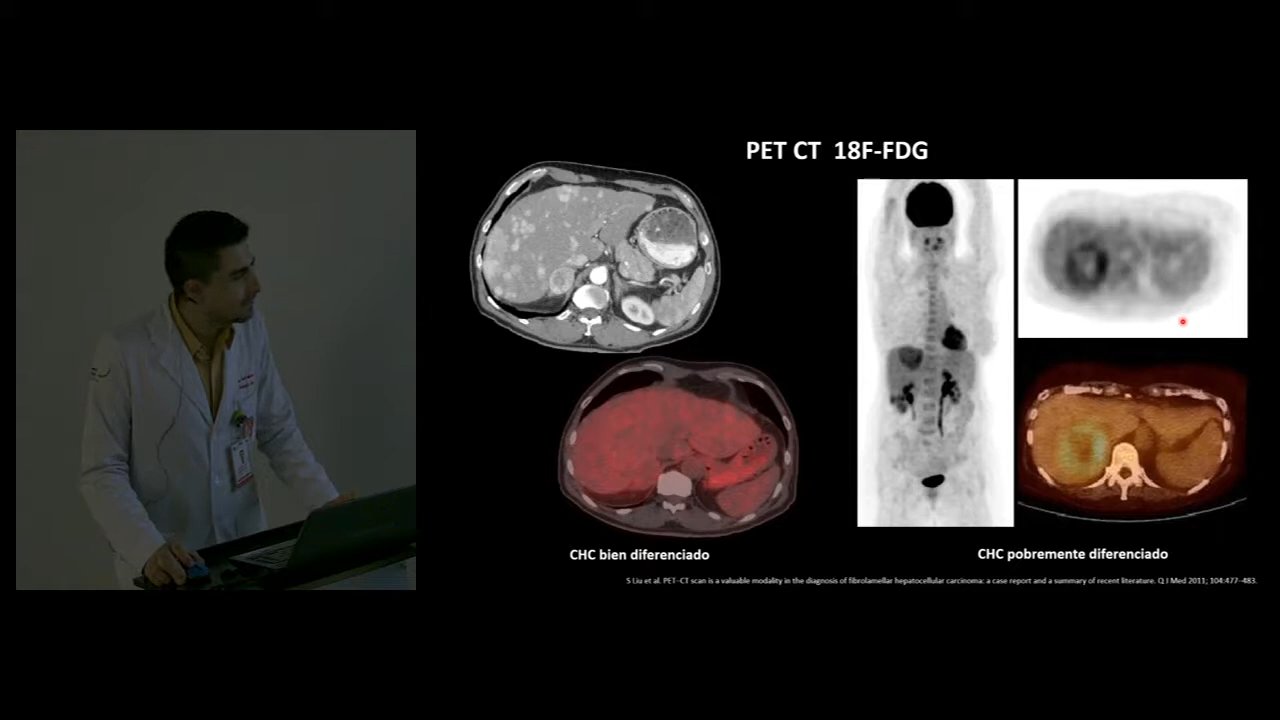 PET CT 18F-FDG
CHC bien diferenciado
CHC pobremente diferenciado
S Liu et al. PET–CT scan is a valuable modality in the diagnosis of fibrolamellar hepatocellular carcinoma: a case report and a summary of recent literature. Q J Med 2011; 104:477–483.